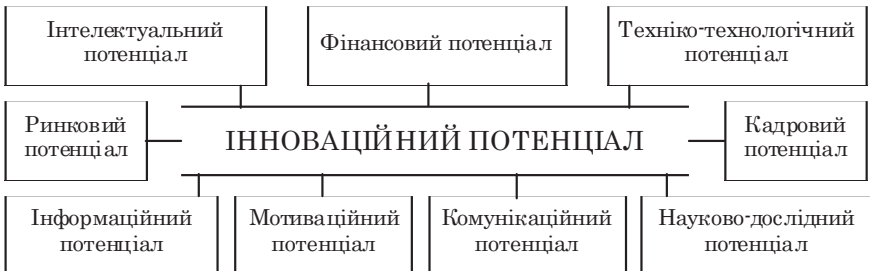 Інтелектуальний
потенціал
Фінансовий потенціал
Техніко-технологічний
потенціал
Ринковий
потенціал
ІННОВАЦІЙНИЙ ПОТЕНЦІАЛ
Кадровий
потенціал
Інформаційний
потенціал
Мотиваційний
потенціал
Комунікаційний
потенціал
Науково-дослідний
потенціал